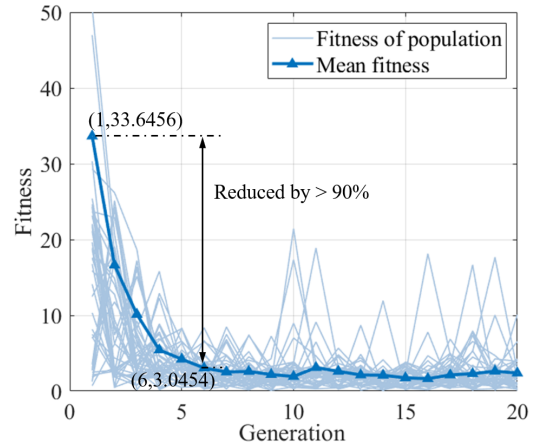 50
40
30
20
10
0
Fitness
Fitness of population
Mean fitness
(1,33.6456)
Reduced by > 90%
(6,3.0454)
0
5
10
15
20
Generation